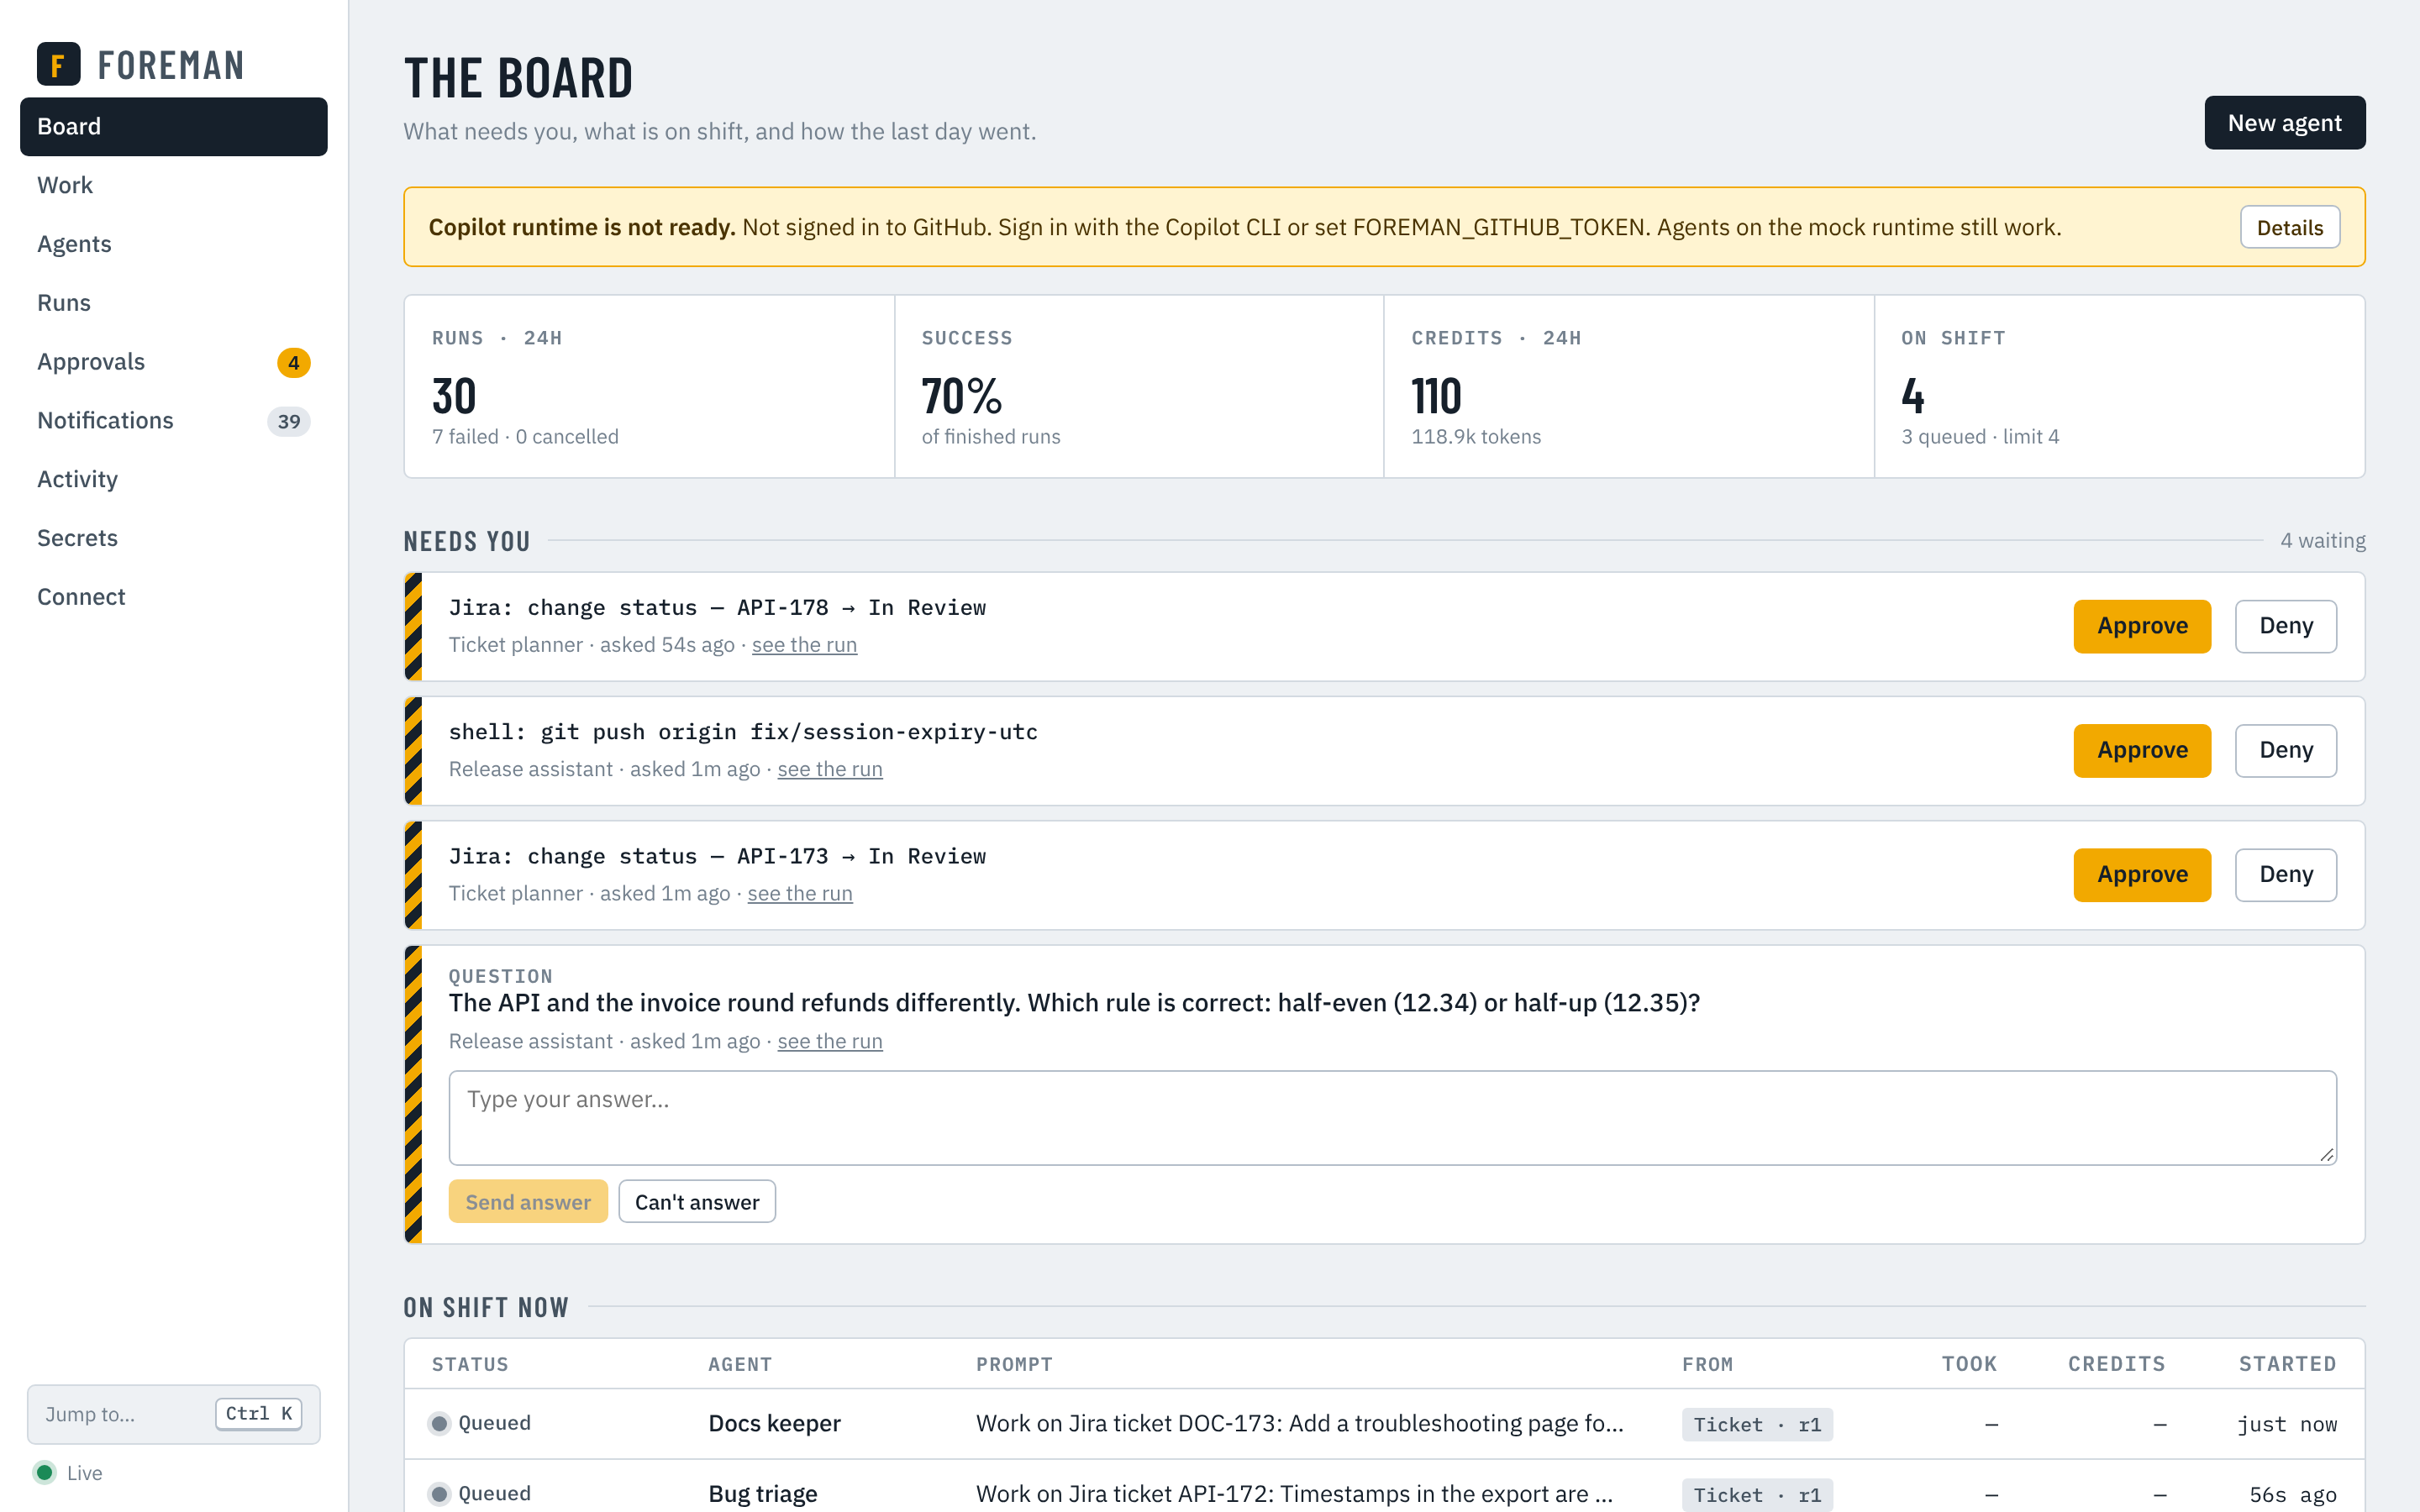 F FOREMAN
Board
Work
Agents
Runs
Approvals 4
Notifications 39
Activity
Secrets
Connect
Jump to... Ctrl K
Live
THE BOARD
What needs you, what is on shift, and how the last day went.
New agent
Copilot runtime is not ready. Not signed in to GitHub. Sign in with the Copilot CLI or set FOREMAN_GITHUB_TOKEN. Agents on the mock runtime still work.
Details
RUNS · 24H
30
7 failed · 0 cancelled
SUCCESS
70%
of finished runs
CREDITS · 24H
110
118.9k tokens
ON SHIFT
4
3 queued · limit 4
NEEDS YOU 4 waiting
Jira: change status — API-178 → In Review
Ticket planner · asked 54s ago · see the run
Approve Deny
shell: git push origin fix/session-expiry-utc
Release assistant · asked 1m ago · see the run
Approve Deny
Jira: change status — API-173 → In Review
Ticket planner · asked 1m ago · see the run
Approve Deny
QUESTION
The API and the invoice round refunds differently. Which rule is correct: half-even (12.34) or half-up (12.35)?
Release assistant · asked 1m ago · see the run
Type your answer...
Send answer Can't answer
ON SHIFT NOW
STATUS AGENT PROMPT FROM TOOK CREDITS STARTED
Queued Docs keeper Work on Jira ticket DOC-173: Add a troubleshooting page fo... Ticket · r1 — — just now
Queued Bug triage Work on Jira ticket API-172: Timestamps in the export are ... Ticket · r1 — — 56s ago